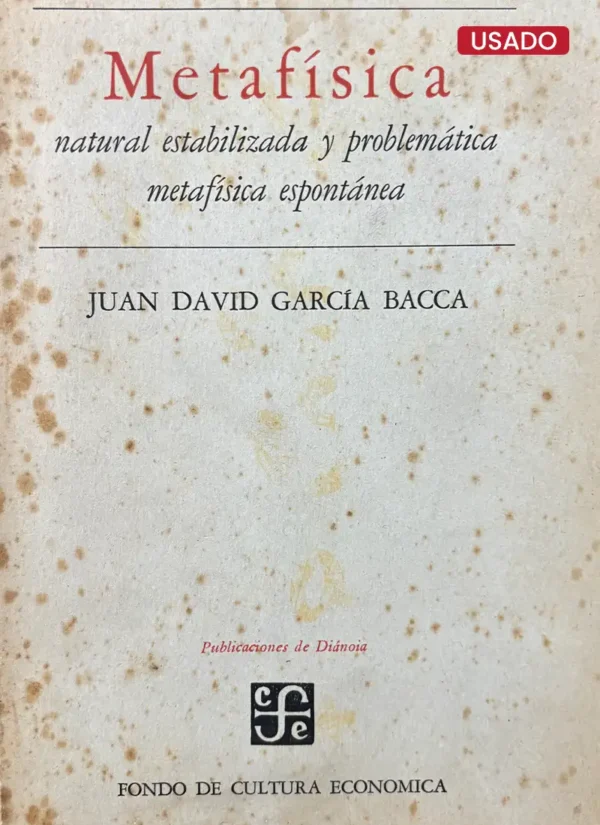 USADO
Metafísica
natural estabilizada y problemática
metafísica espontánea
JUAN DAVID GARCÍA BACCA
Publicaciones de Diánoia
c f e
FONDO DE CULTURA ECONOMICA